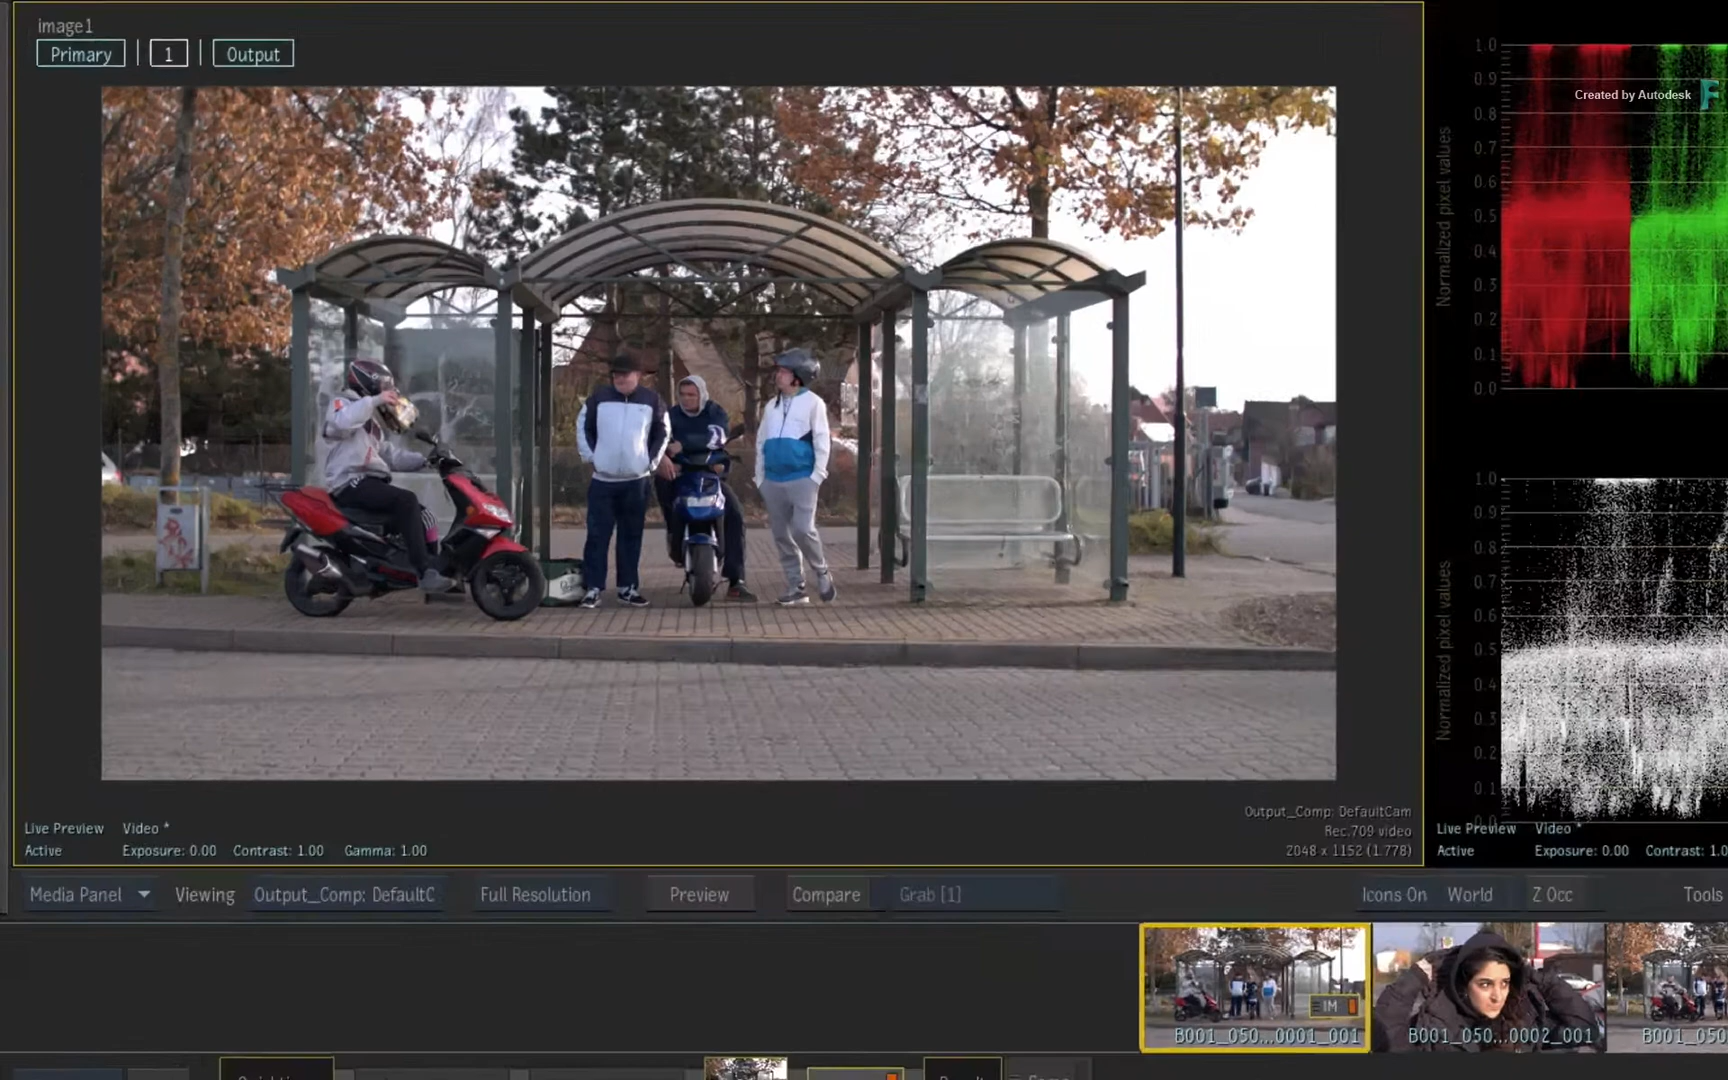 image1
Primary | 1 | Output
1.0
0.9
Created by Autodesk
0.8
0.7
0.6
0.5
0.4
0.3
0.2
0.1
0.0
Normalized pixel values
1.0
0.9
0.8
0.7
0.6
0.5
0.4
0.3
0.2
0.1
0.0
Normalized pixel values
Output_Comp: DefaultCam
Rec.709 video
2048 x 1152 (1.778)
Live Preview Video *
Active Exposure: 0.00 Contrast: 1.00 Gamma: 1.00
Live Preview Video *
Active Exposure: 0.00 Contrast: 1.0
Media Panel Viewing Output_Comp: DefaultC Full Resolution Preview Compare Grab [1] Icons On World Z Occ Tools
1M
B001_050...0001_001 B001_050...0002_001 B001_050